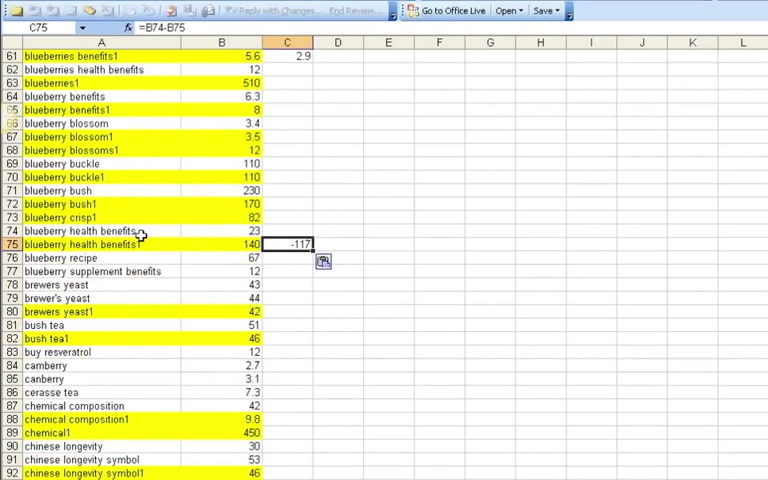 Reply with Changes... End Review...
Go to Office Live Open Save
C75 fx =B74-B75
A B C D E F G H I J K L
61 blueberries benefits1 5.6 2.9
62 blueberries health benefits 12
63 blueberries1 510
64 blueberry benefits 6.3
65 blueberry benefits1 8
66 blueberry blossom 3.4
67 blueberry blossom1 3.5
68 blueberry blossoms1 12
69 blueberry buckle 110
70 blueberry buckle1 110
71 blueberry bush 230
72 blueberry bush1 170
73 blueberry crisp1 82
74 blueberry health benefits 23
75 blueberry health benefits1 140 -117
76 blueberry recipe 67
77 blueberry supplement benefits 12
78 brewers yeast 43
79 brewer's yeast 44
80 brewers yeast1 42
81 bush tea 51
82 bush tea1 46
83 buy resveratrol 12
84 camberry 2.7
85 canberry 3.1
86 cerasse tea 7.3
87 chemical composition 42
88 chemical composition1 9.8
89 chemical1 450
90 chinese longevity 30
91 chinese longevity symbol 53
92 chinese longevity symbol1 46